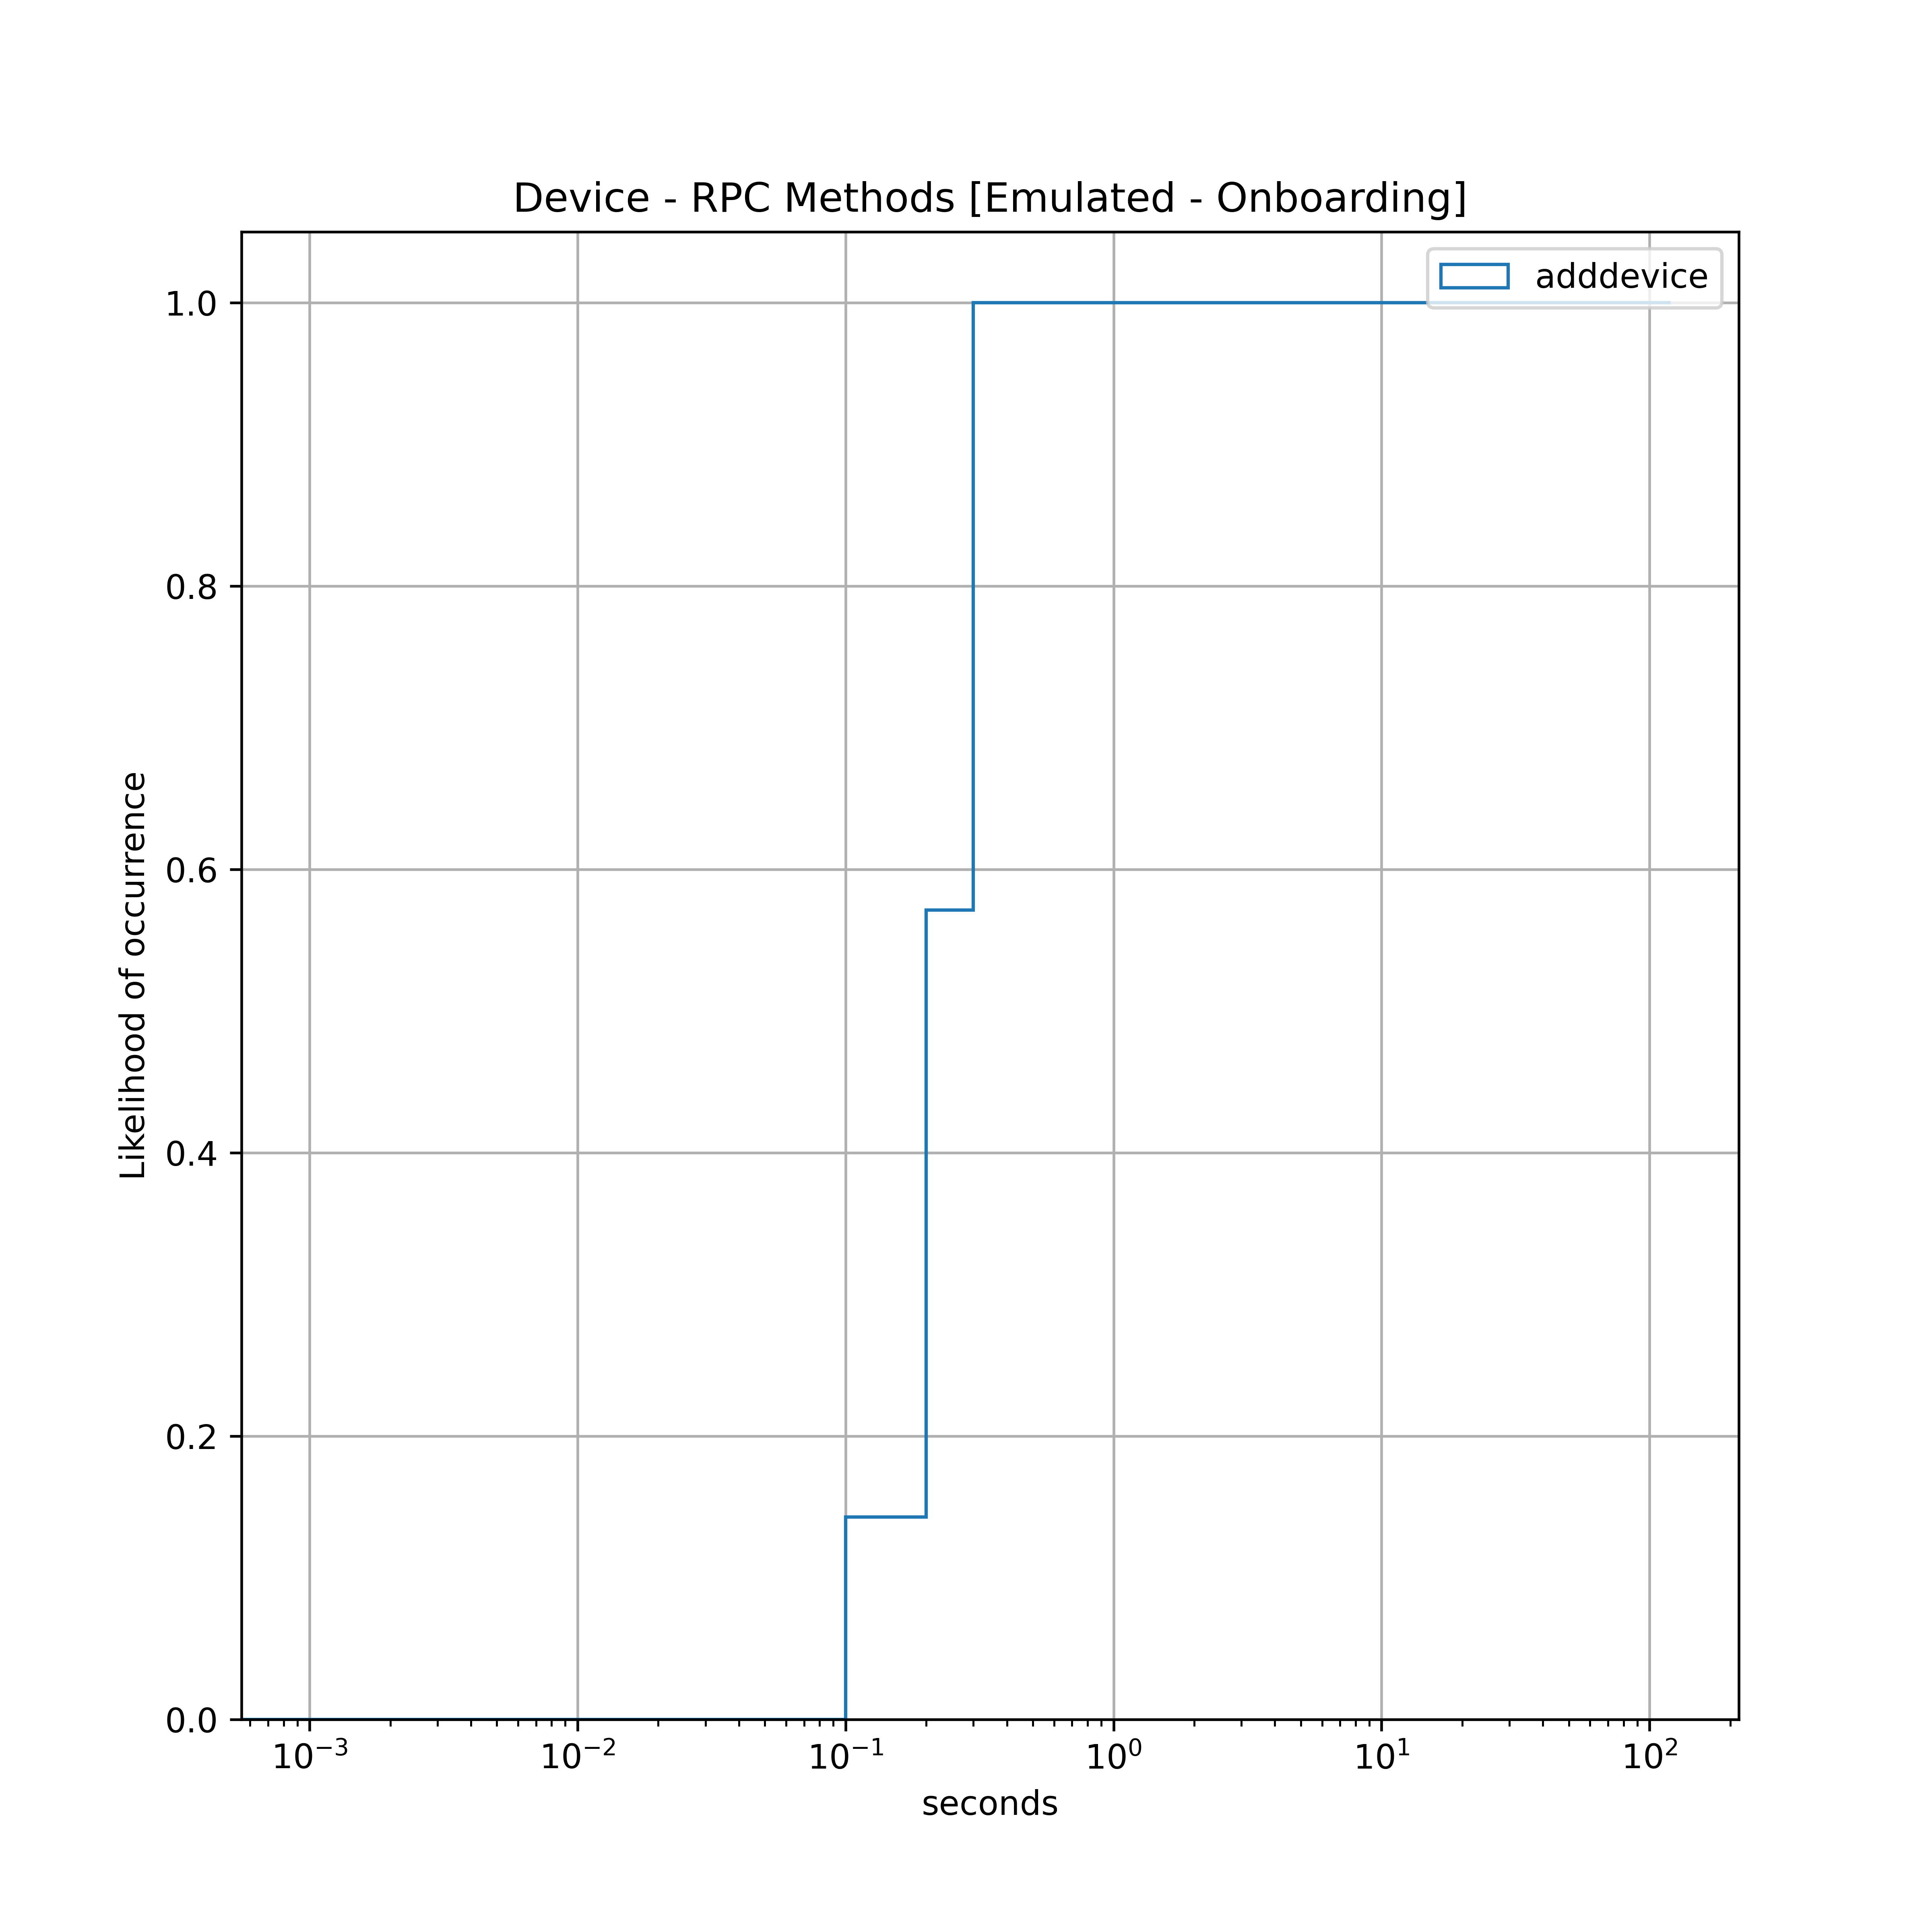 Device - RPC Methods [Emulated - Onboarding]
adddevice
1.0
0.8
0.6
0.4
0.2
0.0
Likelihood of occurrence
10⁻³ 10⁻² 10⁻¹ 10⁰ 10¹ 10²
seconds